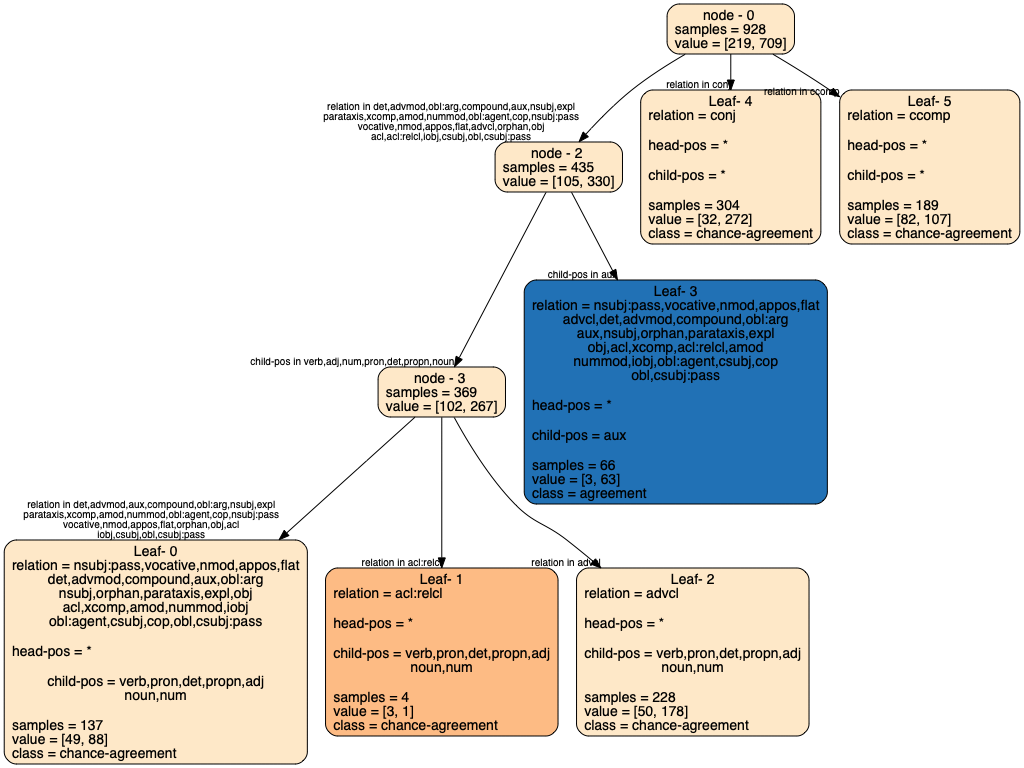 node - 0
samples = 928
value = [219, 709]
relation in conj
relation in ccomp
Leaf- 4
relation = conj
head-pos = *
child-pos = *
samples = 304
value = [32, 272]
class = chance-agreement
Leaf- 5
relation = ccomp
head-pos = *
child-pos = *
samples = 189
value = [82, 107]
class = chance-agreement
relation in det,advmod,obl:arg,compound,aux,nsubj,expl
parataxis,xcomp,amod,nummod,obl:agent,cop,nsubj:pass
vocative,nmod,appos,flat,advcl,orphan,obj
acl,acl:relcl,iobj,csubj,obl,csubj:pass
node - 2
samples = 435
value = [105, 330]
child-pos in aux
Leaf- 3
relation = nsubj:pass,vocative,nmod,appos,flat
advcl,det,advmod,compound,obl:arg
aux,nsubj,orphan,parataxis,expl
obj,acl,xcomp,acl:relcl,amod
nummod,iobj,obl:agent,csubj,cop
obl,csubj:pass
head-pos = *
child-pos = aux
samples = 66
value = [3, 63]
class = agreement
child-pos in verb,adj,num,pron,det,propn,noun
node - 3
samples = 369
value = [102, 267]
relation in det,advmod,aux,compound,obl:arg,nsubj,expl
parataxis,xcomp,amod,nummod,obl:agent,cop,nsubj:pass
vocative,nmod,appos,flat,orphan,obj,acl
iobj,csubj,obl,csubj:pass
Leaf- 0
relation = nsubj:pass,vocative,nmod,appos,flat
det,advmod,compound,aux,obl:arg
nsubj,orphan,parataxis,expl,obj
acl,xcomp,amod,nummod,iobj
obl:agent,csubj,cop,obl,csubj:pass
head-pos = *
child-pos = verb,pron,det,propn,adj
noun,num
samples = 137
value = [49, 88]
class = chance-agreement
relation in acl:relcl
Leaf- 1
relation = acl:relcl
head-pos = *
child-pos = verb,pron,det,propn,adj
noun,num
samples = 4
value = [3, 1]
class = chance-agreement
relation in advcl
Leaf- 2
relation = advcl
head-pos = *
child-pos = verb,pron,det,propn,adj
noun,num
samples = 228
value = [50, 178]
class = chance-agreement